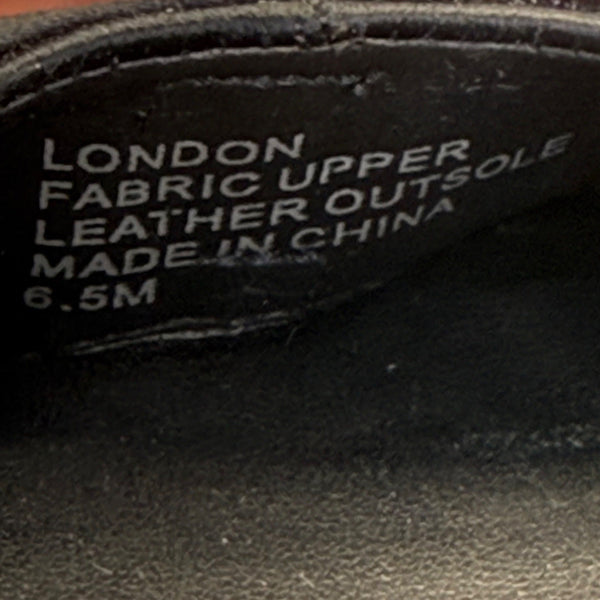 LONDON
FABRIC UPPER
LEATHER OUTSOLE
MADE IN CHINA
6.5M